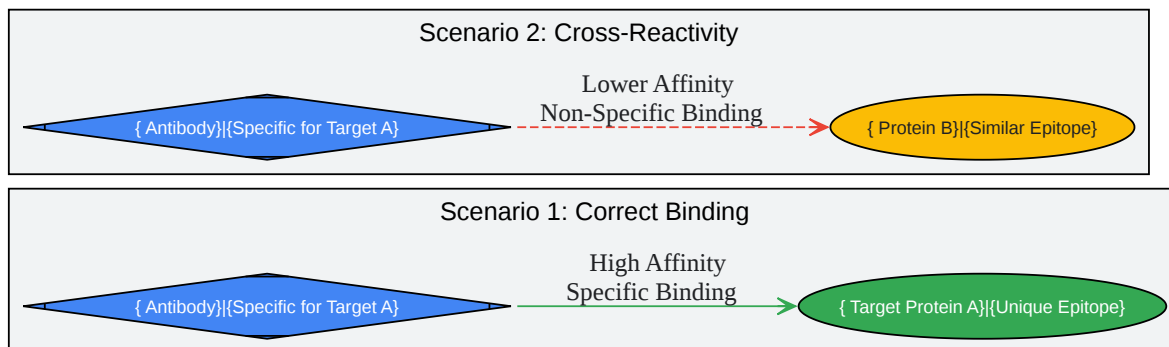 Scenario 2: Cross-Reactivity
Lower Affinity
Non-Specific Binding
{ Antibody}|{Specific for Target A}
{ Protein B}|{Similar Epitope}
Scenario 1: Correct Binding
High Affinity
Specific Binding
{ Antibody}|{Specific for Target A}
{ Target Protein A}|{Unique Epitope}